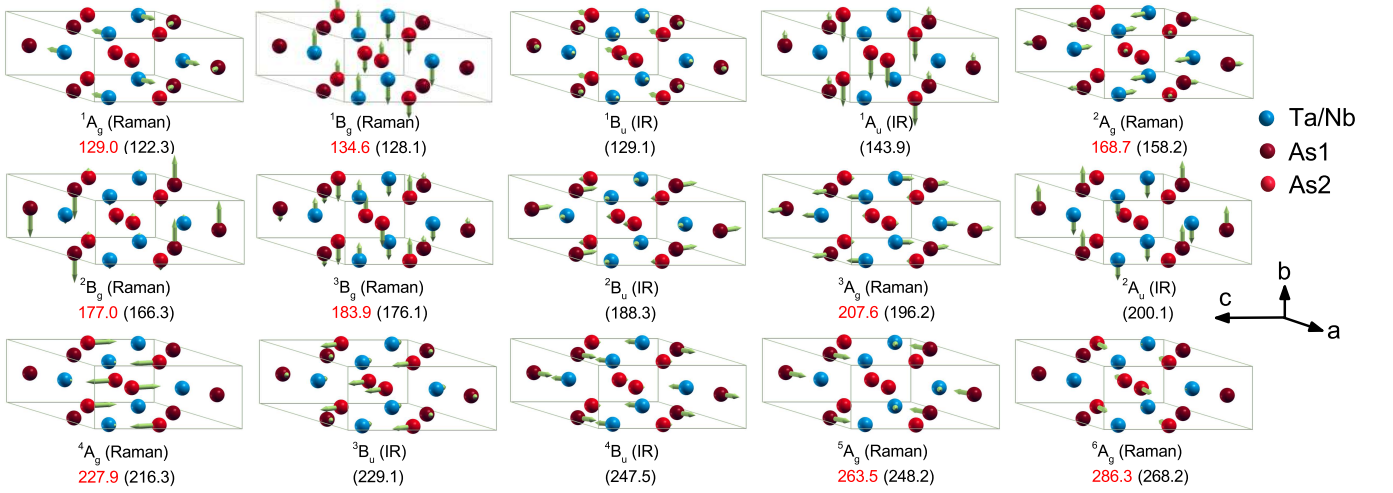 ¹Ag (Raman) ¹Bg (Raman) ¹Bu (IR) ¹Au (IR) ²Ag (Raman)
129.0 (122.3) 134.6 (128.1) (129.1) (143.9) 168.7 (158.2)
Ta/Nb
As1
As2
²Bg (Raman) ³Bg (Raman) ²Bu (IR) ³Ag (Raman) ²Au (IR)
177.0 (166.3) 183.9 (176.1) (188.3) 207.6 (196.2) (200.1)
b
c
a
⁴Ag (Raman) ³Bu (IR) ⁴Bu (IR) ⁵Ag (Raman) ⁶Ag (Raman)
227.9 (216.3) (229.1) (247.5) 263.5 (248.2) 286.3 (268.2)